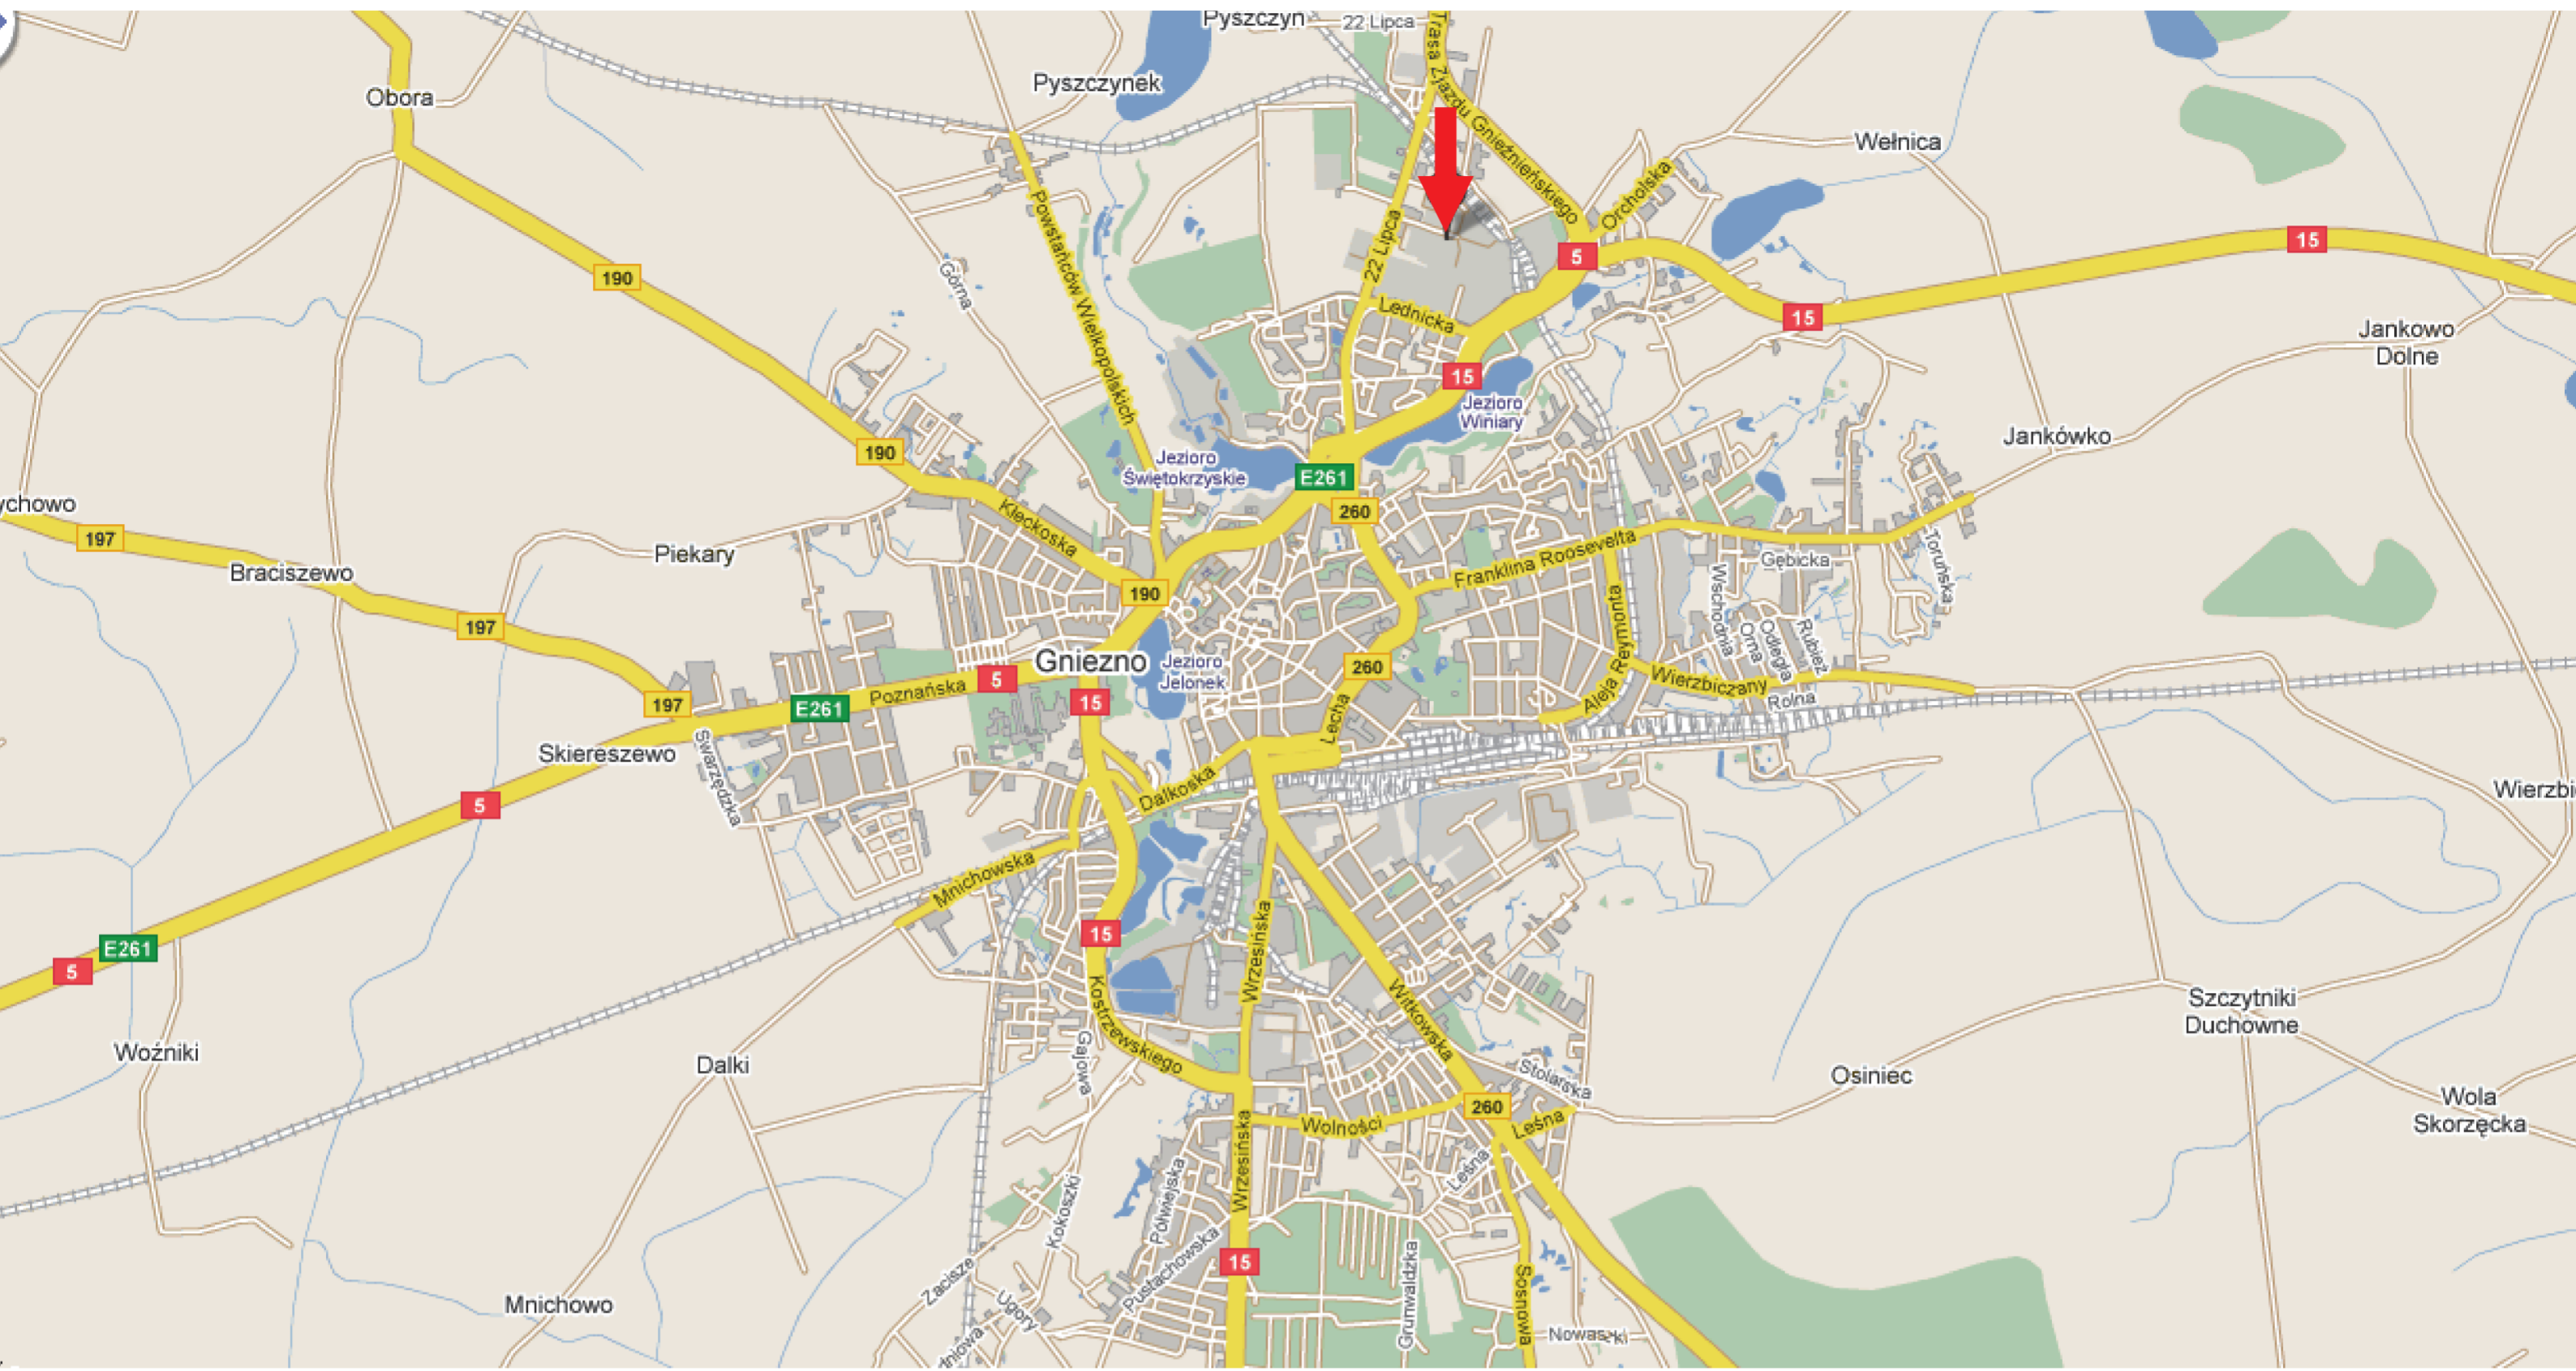 Pyszczyn
22 Lipca
Trasa Zjazdu Gnieźnieńskiego
Pyszczynek
Obora
Wełnica
Orcholska
Powstańców Wielkopolskich
22 Lipca
15
5
190
Górna
Lednicka
15
Jankowo
Dolne
15
Jezioro
Winiary
Jankówko
190
Jezioro
Świętokrzyskie
E261
260
ychowo
197
Kłeckoska
Piekary
Franklina Roosevelta
Gębicka
Toruńska
Braciszewo
190
Wschodnia
Orna
Odległa
Rubież
Aleja Reymonta
197
Gniezno
Jezioro
Jelonek
260
Wierzbiczany
Rolna
5
Poznańska
E261
15
197
Lecha
Skiereszewo
Swarzędzka
Dalkoska
Wierzbi
5
Mnichowska
15
E261
5
Wrzesińska
Kostrzewskiego
Witkowska
Szczytniki
Duchowne
Woźniki
Dalki
Gajowa
Stolarska
Osiniec
Wola
Skorzęcka
260
Leśna
Wolności
Wrzesińska
Leśna
Półwiejska
Kokoszki
Pustachowska
15
Zacisze
Ugory
Grunwaldzka
Sosnowa
Mnichowo
dniowa